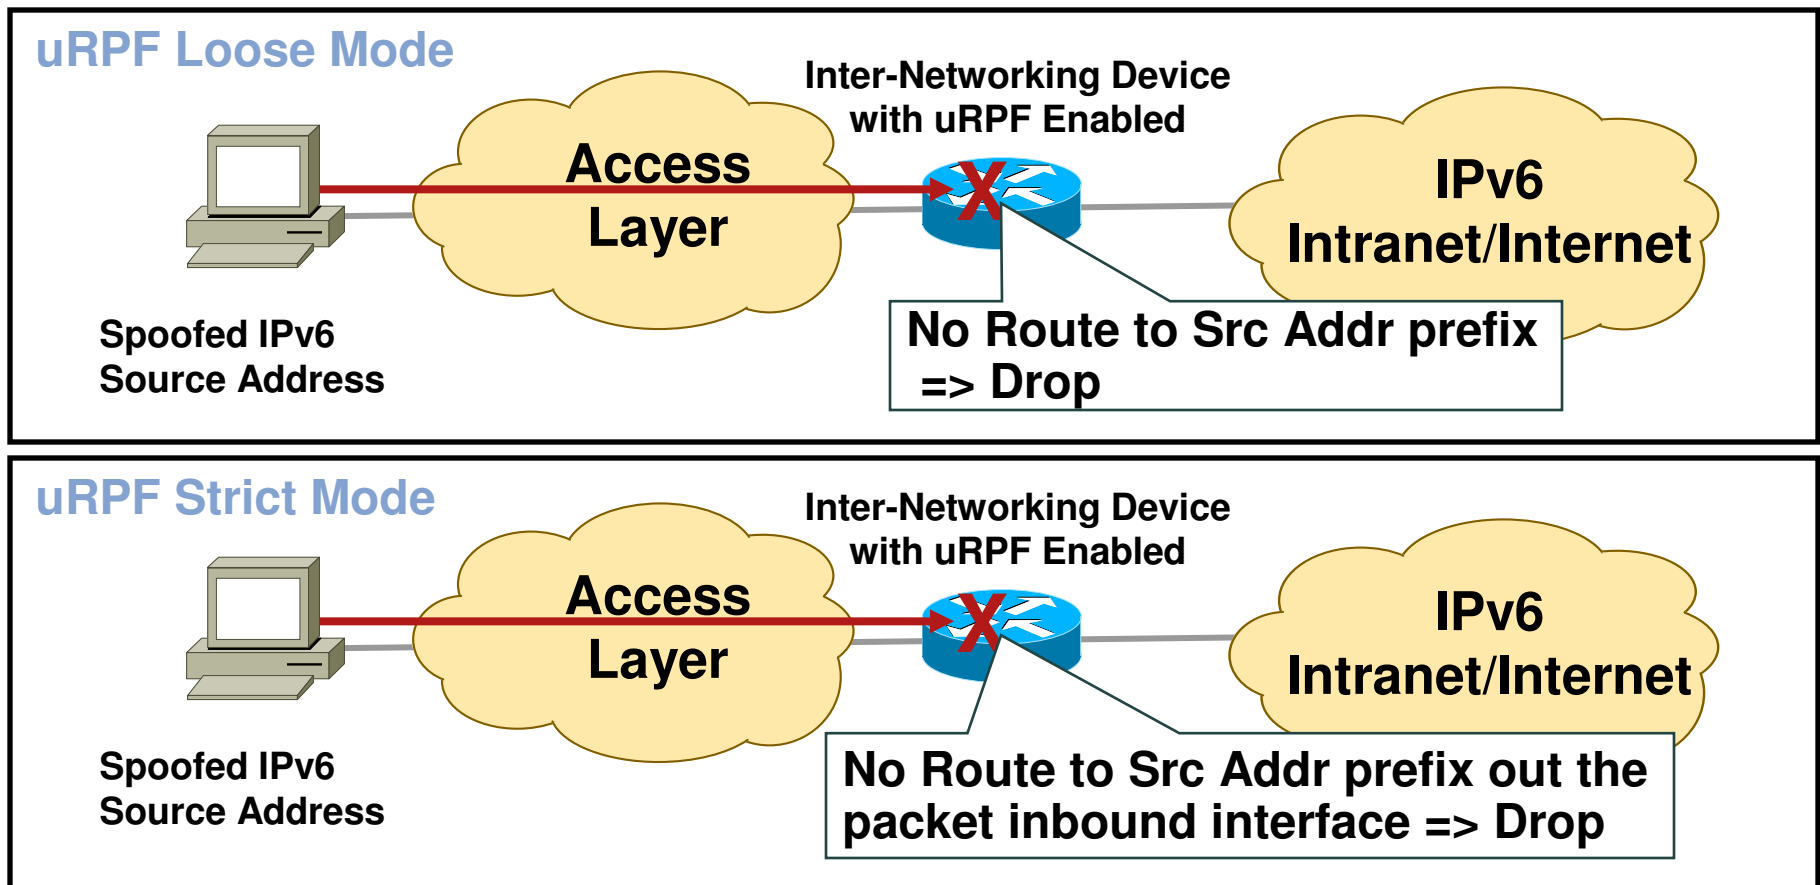 uRPF Loose Mode
Inter-Networking Device
with uRPF Enabled
Access
Layer
IPv6
Intranet/Internet
X
No Route to Src Addr prefix
=> Drop
Spoofed IPv6
Source Address
uRPF Strict Mode
Inter-Networking Device
with uRPF Enabled
Access
Layer
IPv6
Intranet/Internet
X
No Route to Src Addr prefix out the
packet inbound interface => Drop
Spoofed IPv6
Source Address